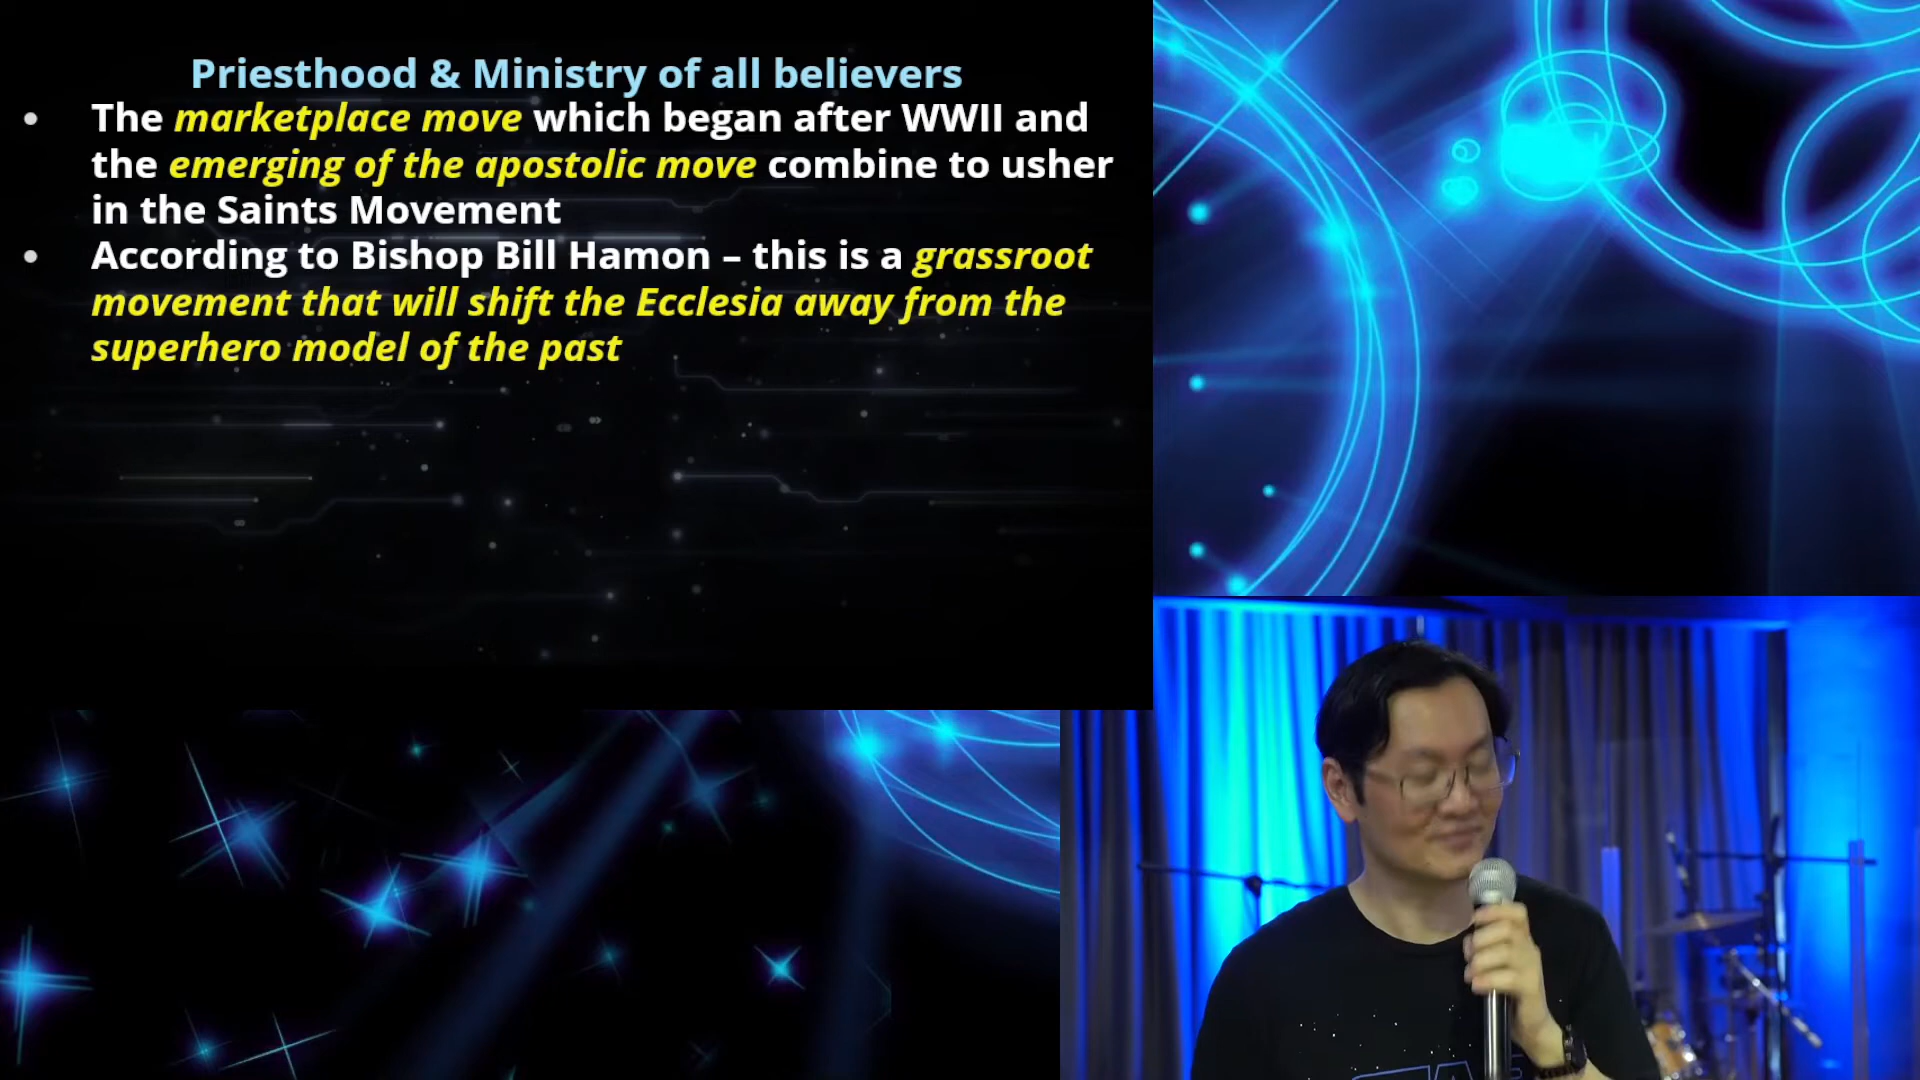 Priesthood & Ministry of all believers
• The marketplace move which began after WWII and
the emerging of the apostolic move combine to usher
in the Saints Movement
• According to Bishop Bill Hamon – this is a grassroot
movement that will shift the Ecclesia away from the
superhero model of the past